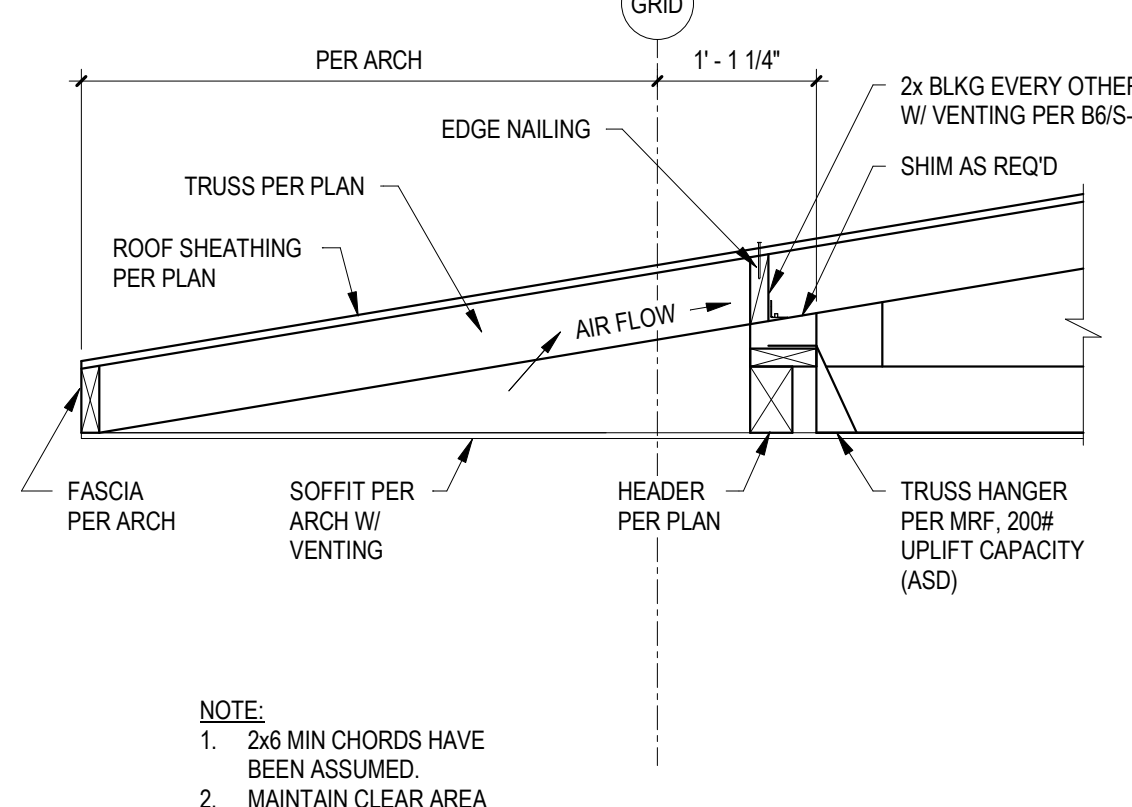 GRID
PER ARCH
1' - 1 1/4"
2x BLKG EVERY OTHER
W/ VENTING PER B6/S-
EDGE NAILING
SHIM AS REQ'D
TRUSS PER PLAN
ROOF SHEATHING
PER PLAN
AIR FLOW
FASCIA
PER ARCH
SOFFIT PER
ARCH W/
VENTING
HEADER
PER PLAN
TRUSS HANGER
PER MRF, 200#
UPLIFT CAPACITY
(ASD)
NOTE:
1. 2x6 MIN CHORDS HAVE
BEEN ASSUMED.
2. MAINTAIN CLEAR AREA